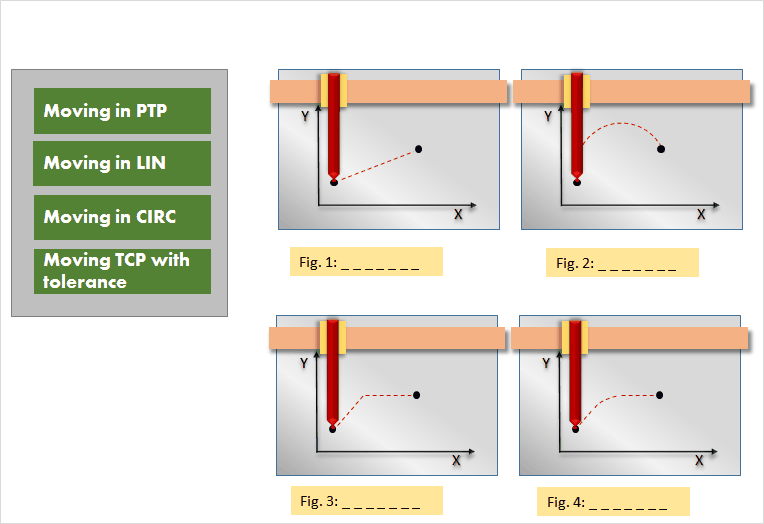 Moving in PTP
Moving in LIN
Moving in CIRC
Moving TCP with
tolerance
Y
X
Fig. 1: _ _ _ _ _ _ _
Y
X
Fig. 2: _ _ _ _ _ _ _
Y
X
Fig. 3: _ _ _ _ _ _ _
Y
X
Fig. 4: _ _ _ _ _ _ _